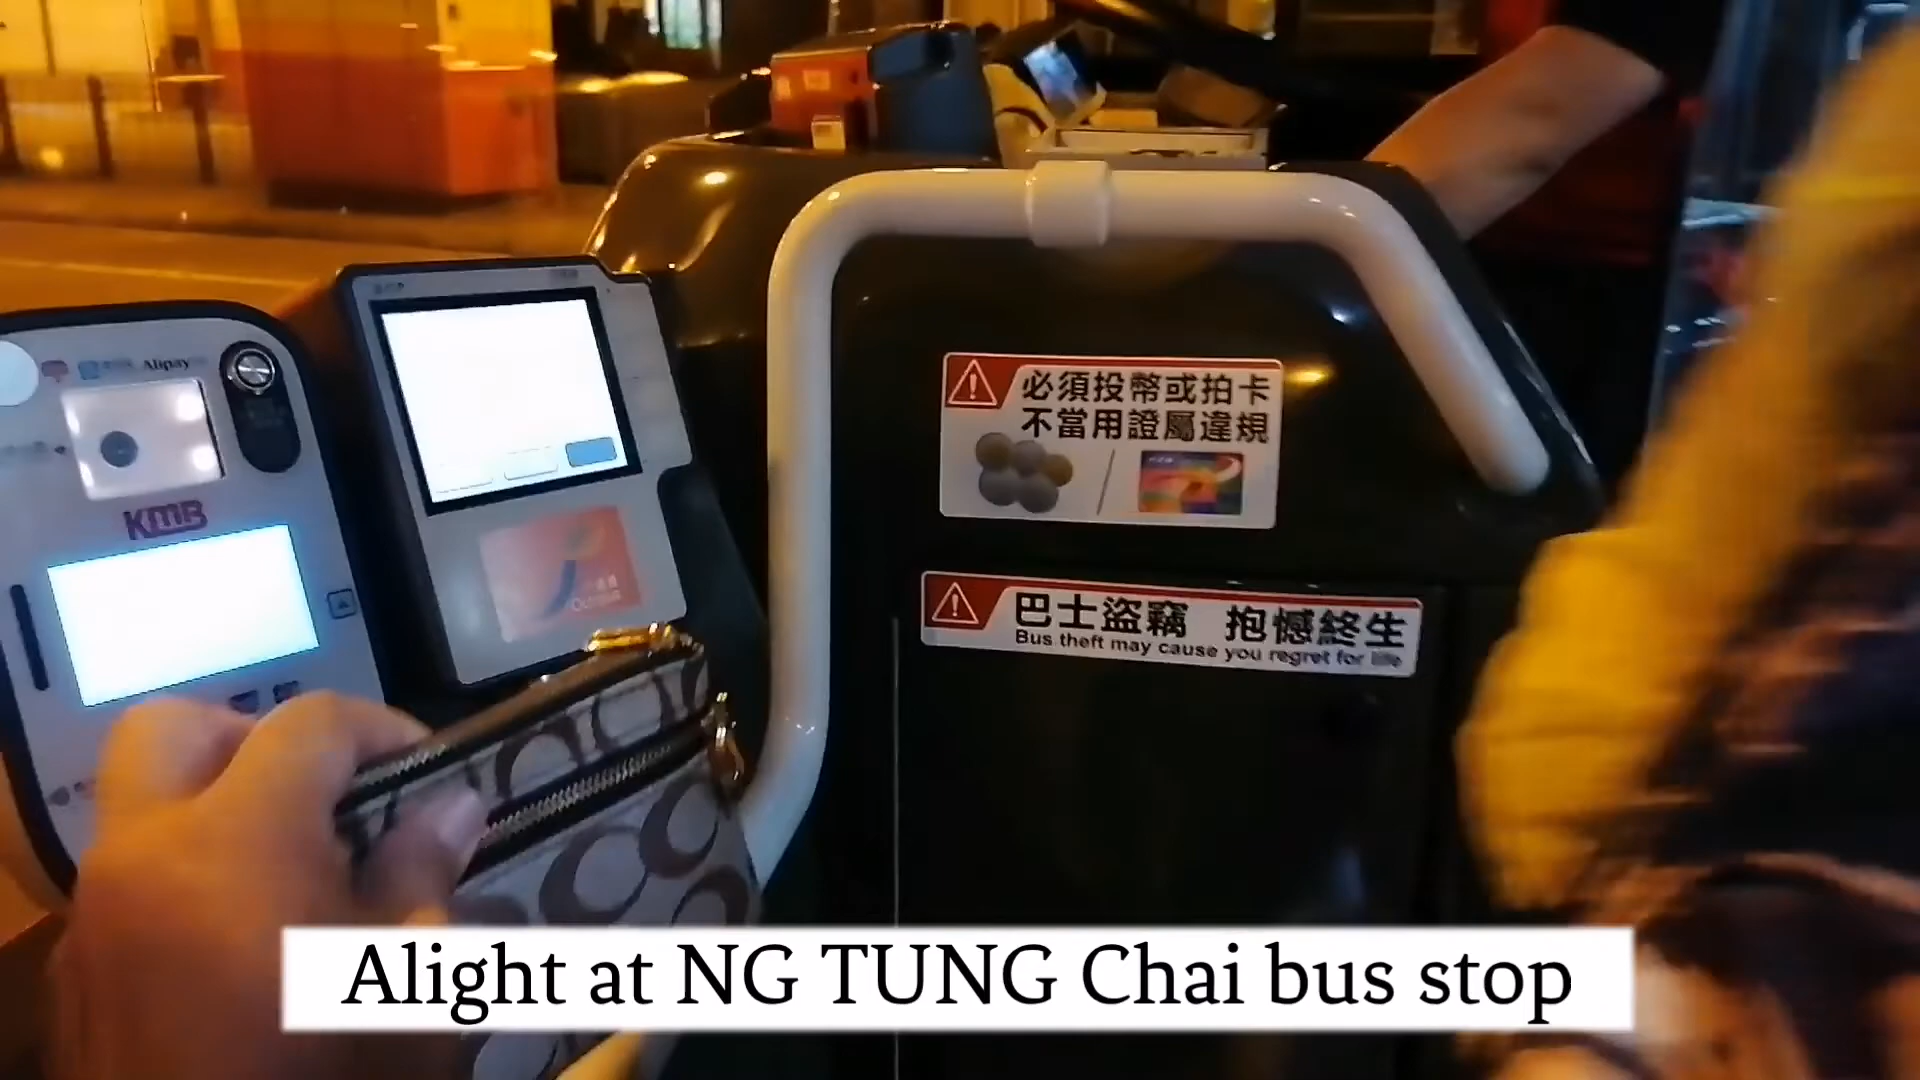 Alipay
KMB
Octopus
必須投幣或拍卡
不當用證屬違規
巴士盜竊 抱憾終生
Bus theft may cause you regret for life
Alight at NG TUNG Chai bus stop